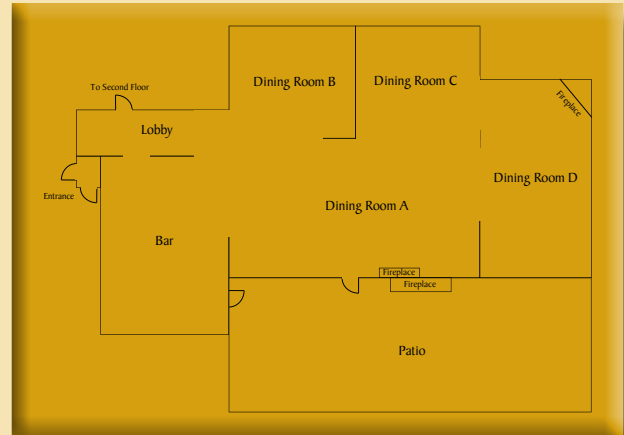 Dining Room B
Dining Room C
To Second Floor
Fireplace
Lobby
Dining Room D
Entrance
Dining Room A
Bar
Fireplace
Fireplace
Patio